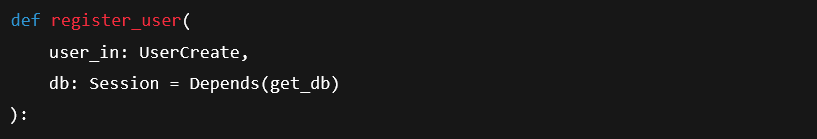 def register_user(
    user_in: UserCreate,
    db: Session = Depends(get_db)
):